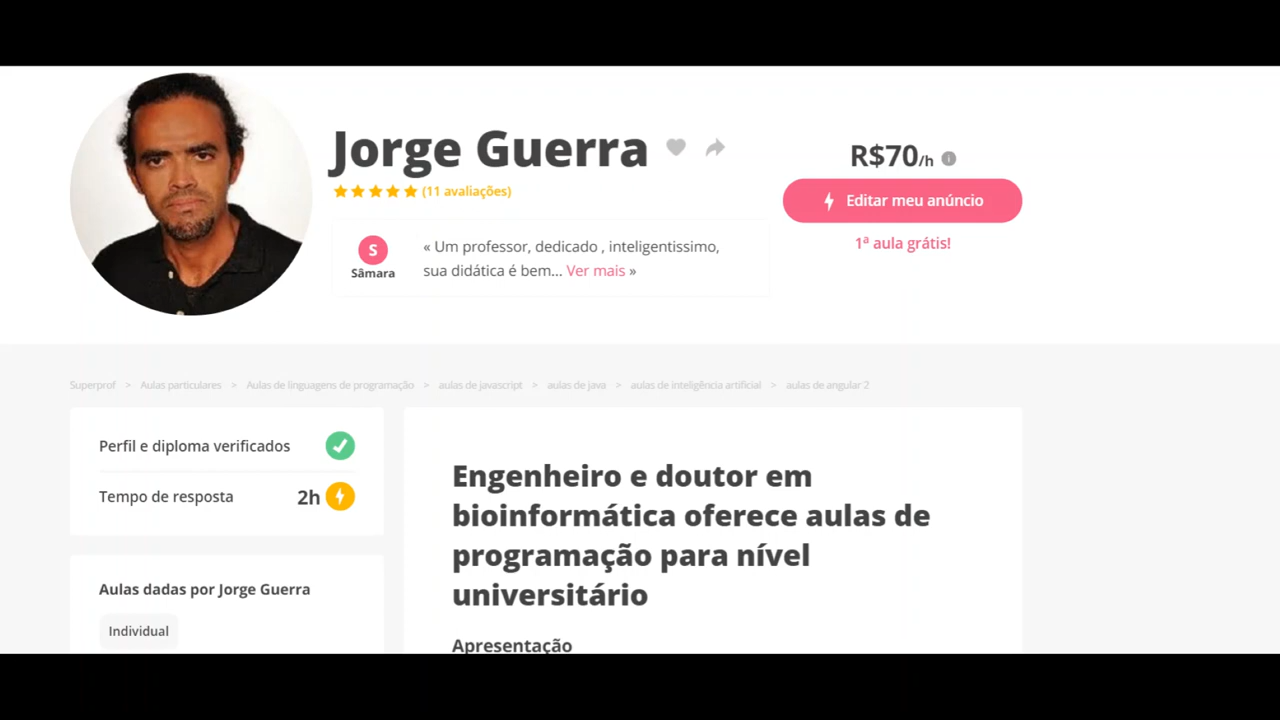 Jorge Guerra
(11 avaliações)
R$70/h
Editar meu anúncio
1ª aula grátis!
S
Sâmara
« Um professor, dedicado , inteligentissimo,
sua didática é bem... Ver mais »
Superprof > Aulas particulares > Aulas de linguagens de programação > aulas de javascript > aulas de java > aulas de inteligência artificial > aulas de angular 2
Perfil e diploma verificados
Tempo de resposta 2h
Aulas dadas por Jorge Guerra
Individual
Engenheiro e doutor em
bioinformática oferece aulas de
programação para nível
universitário
Apresentação